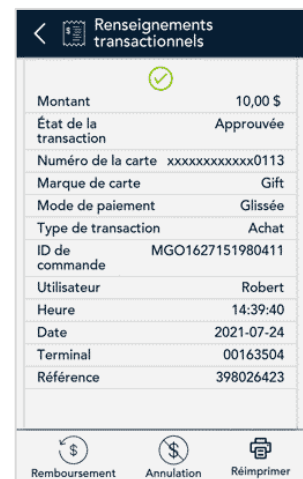 Renseignements
transactionnels
Montant 10,00 $
État de la
transaction Approuvée
Numéro de la carte xxxxxxxxxxxx0113
Marque de carte Gift
Mode de paiement Glissée
Type de transaction Achat
ID de
commande MGO1627151980411
Utilisateur Robert
Heure 14:39:40
Date 2021-07-24
Terminal 00163504
Référence 398026423
Remboursement Annulation Réimprimer